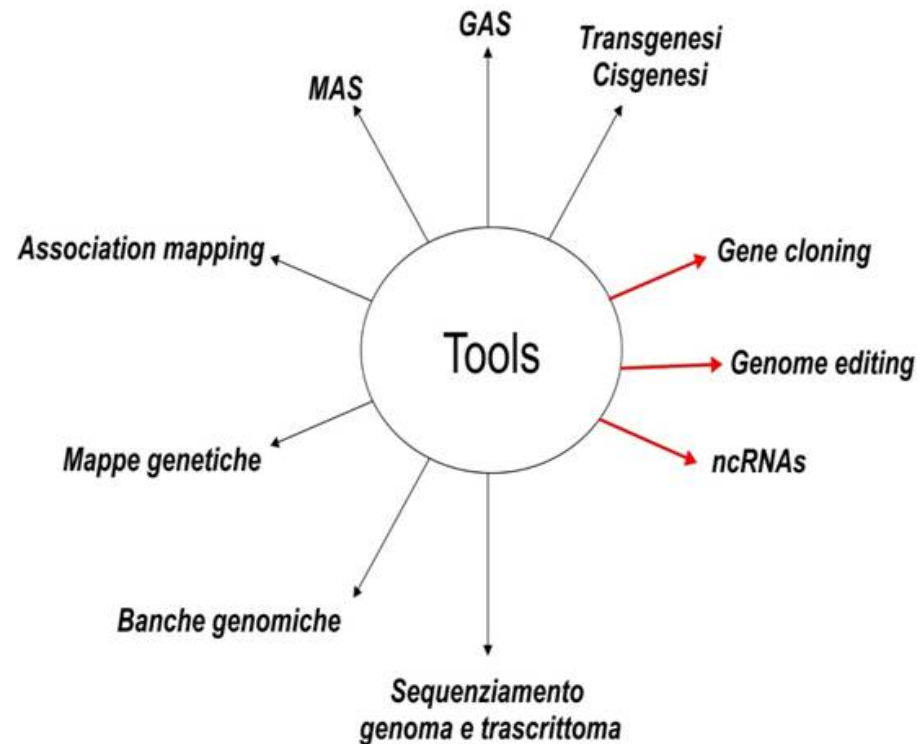 GAS
Transgenesi
Cisgenesi
MAS
Association mapping
Gene cloning
Tools
Genome editing
Mappe genetiche
ncRNAs
Banche genomiche
Sequenziamento
genoma e trascrittoma